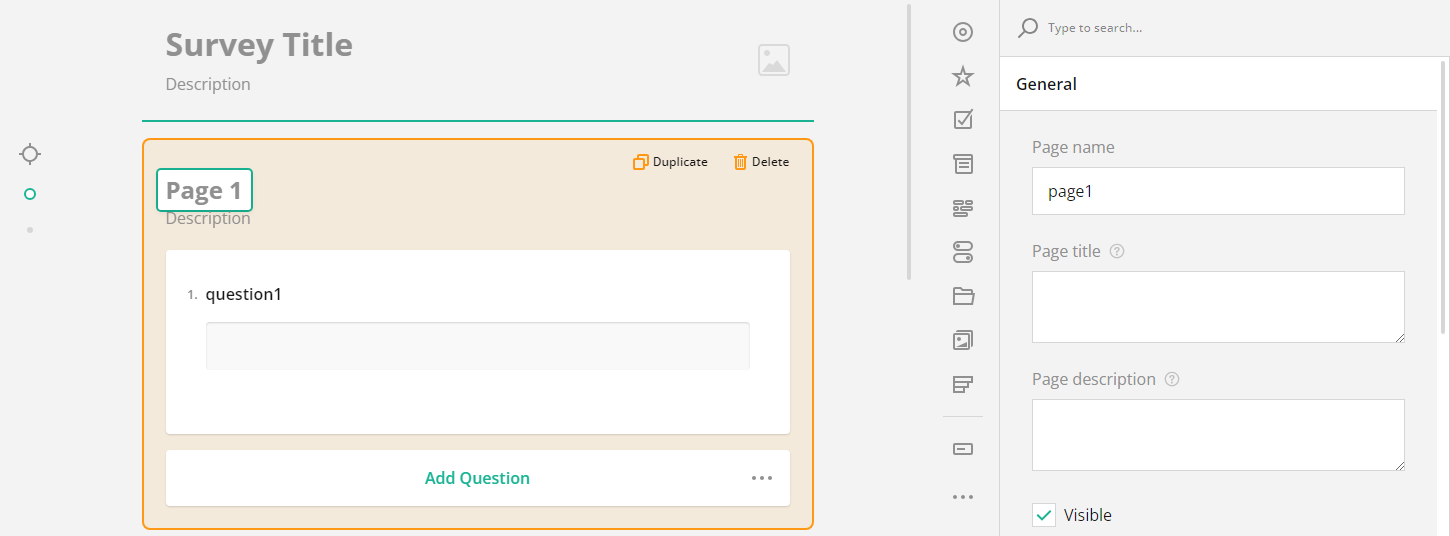 Survey Title
Description
Duplicate
Delete
Page 1
Description
1. question1
Add Question
Type to search...
General
Page name
page1
Page title
Page description
Visible